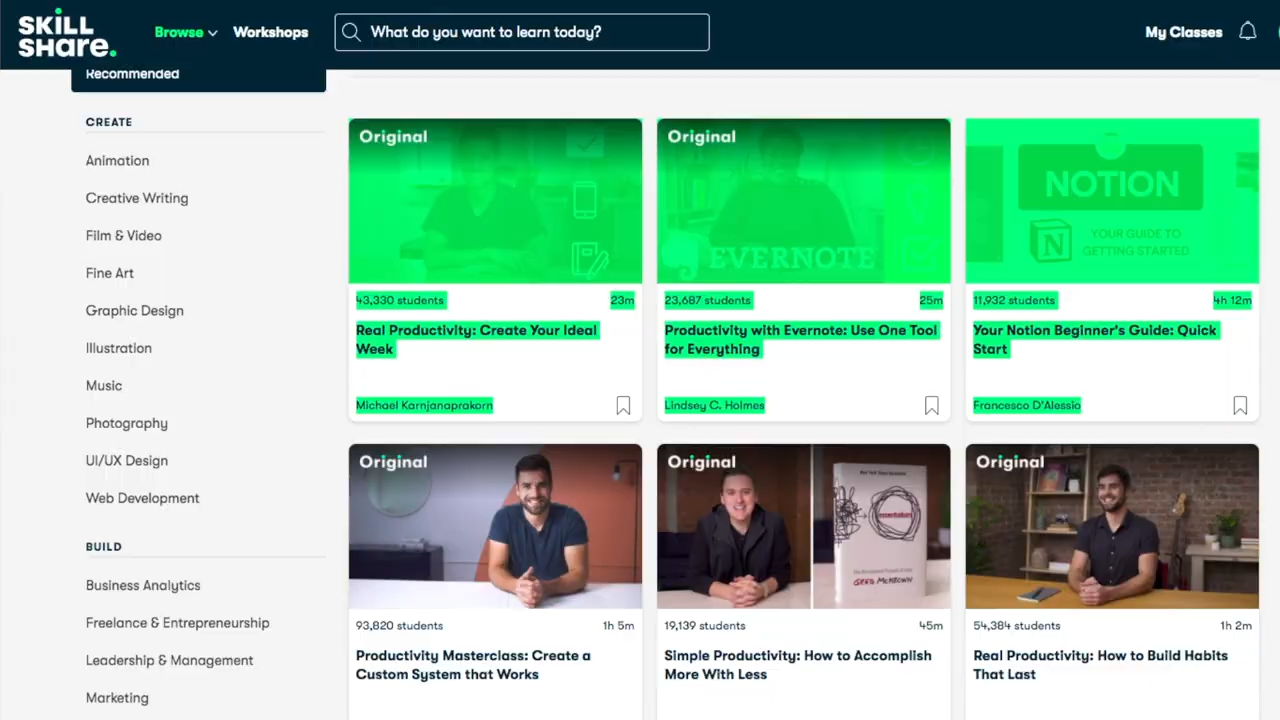 SKILL
SHARE.
Browse
Workshops
What do you want to learn today?
My Classes
Recommended
CREATE
Animation
Creative Writing
Film & Video
Fine Art
Graphic Design
Illustration
Music
Photography
UI/UX Design
Web Development
BUILD
Business Analytics
Freelance & Entrepreneurship
Leadership & Management
Marketing
Original
43,330 students 23m
Real Productivity: Create Your Ideal
Week
Michael Karnjanaprakorn
Original
EVERNOTE
23,687 students 25m
Productivity with Evernote: Use One Tool
for Everything
Lindsey C. Holmes
NOTION
N
YOUR GUIDE TO
GETTING STARTED
11,932 students 4h 12m
Your Notion Beginner's Guide: Quick
Start
Francesco D'Alessio
Original
93,820 students 1h 5m
Productivity Masterclass: Create a
Custom System that Works
Original
essentialism
GREG McKEOWN
19,139 students 45m
Simple Productivity: How to Accomplish
More With Less
Original
54,384 students 1h 2m
Real Productivity: How to Build Habits
That Last